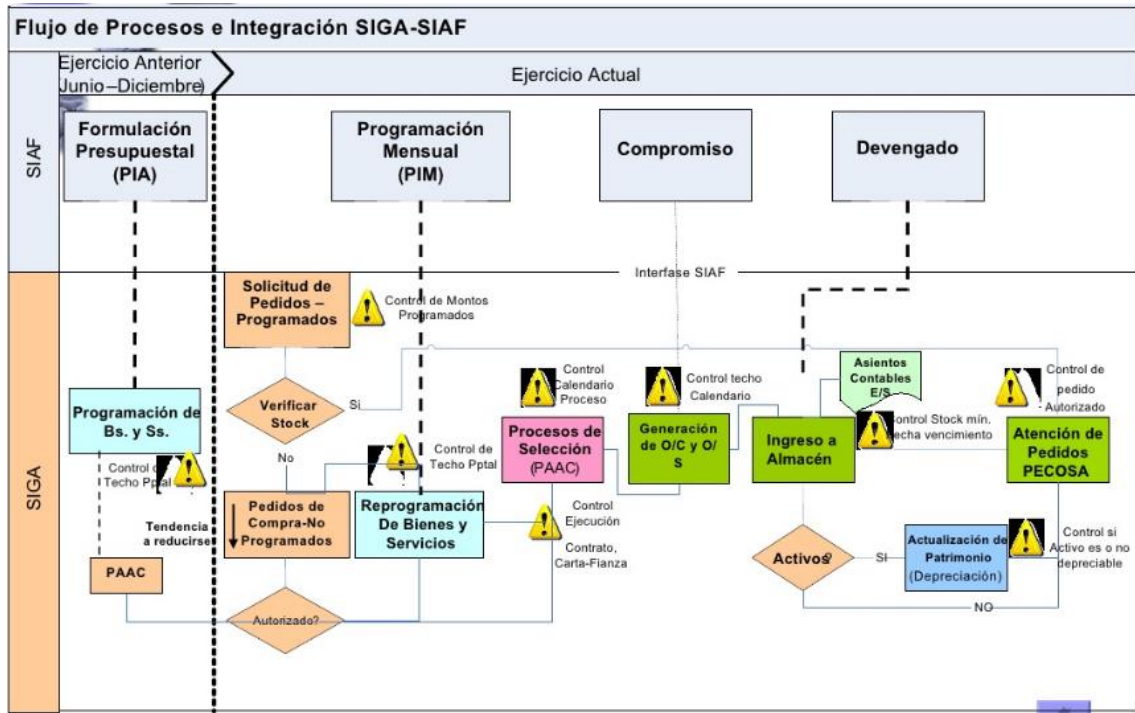 Flujo de Procesos e Integración SIGA-SIAF
Ejercicio Anterior
(Junio –Diciembre)
Ejercicio Actual
SIAF
Formulación
Presupuestal
(PIA)
Programación
Mensual
(PIM)
Compromiso
Devengado
Interfase SIAF
SIGA
Solicitud de
Pedidos –
Programados
Control de Montos
Programados
Programación de
Bs. y Ss.
Control de
Techo Pptal
Verificar
Stock
Si
No
Control de
Techo Pptal
Control
Calendario
Proceso
Procesos de
Selección
(PAAC)
Control techo
Calendario
Generación
de O/C y O/
S
Asientos
Contables
E/S
Ingreso a
Almacén
Control Stock mín.
fecha vencimiento
Control de
pedido
Autorizado
Atención de
Pedidos
PECOSA
Tendencia
a reducirse
Pedidos de
Compra-No
Programados
Reprogramación
De Bienes y
Servicios
Control
Ejecución
Contrato,
Carta-Fianza
PAAC
Autorizado?
Activos?
SI
Actualización de
Patrimonio
(Depreciación)
Control si
Activo es o no
depreciable
NO